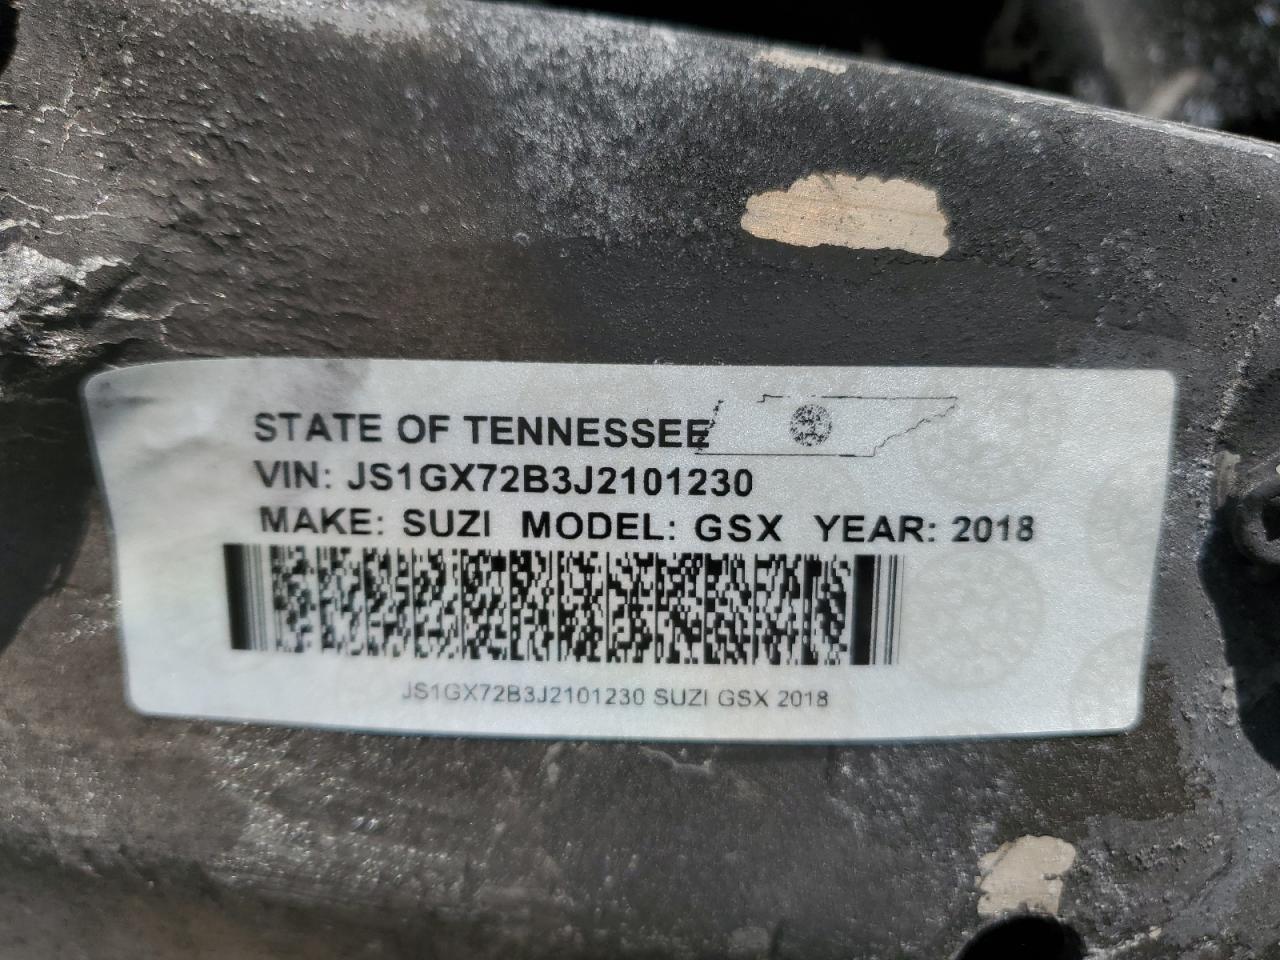 STATE OF TENNESSEE
VIN: JS1GX72B3J2101230
MAKE: SUZI MODEL: GSX YEAR: 2018
JS1GX72B3J2101230 SUZI GSX 2018